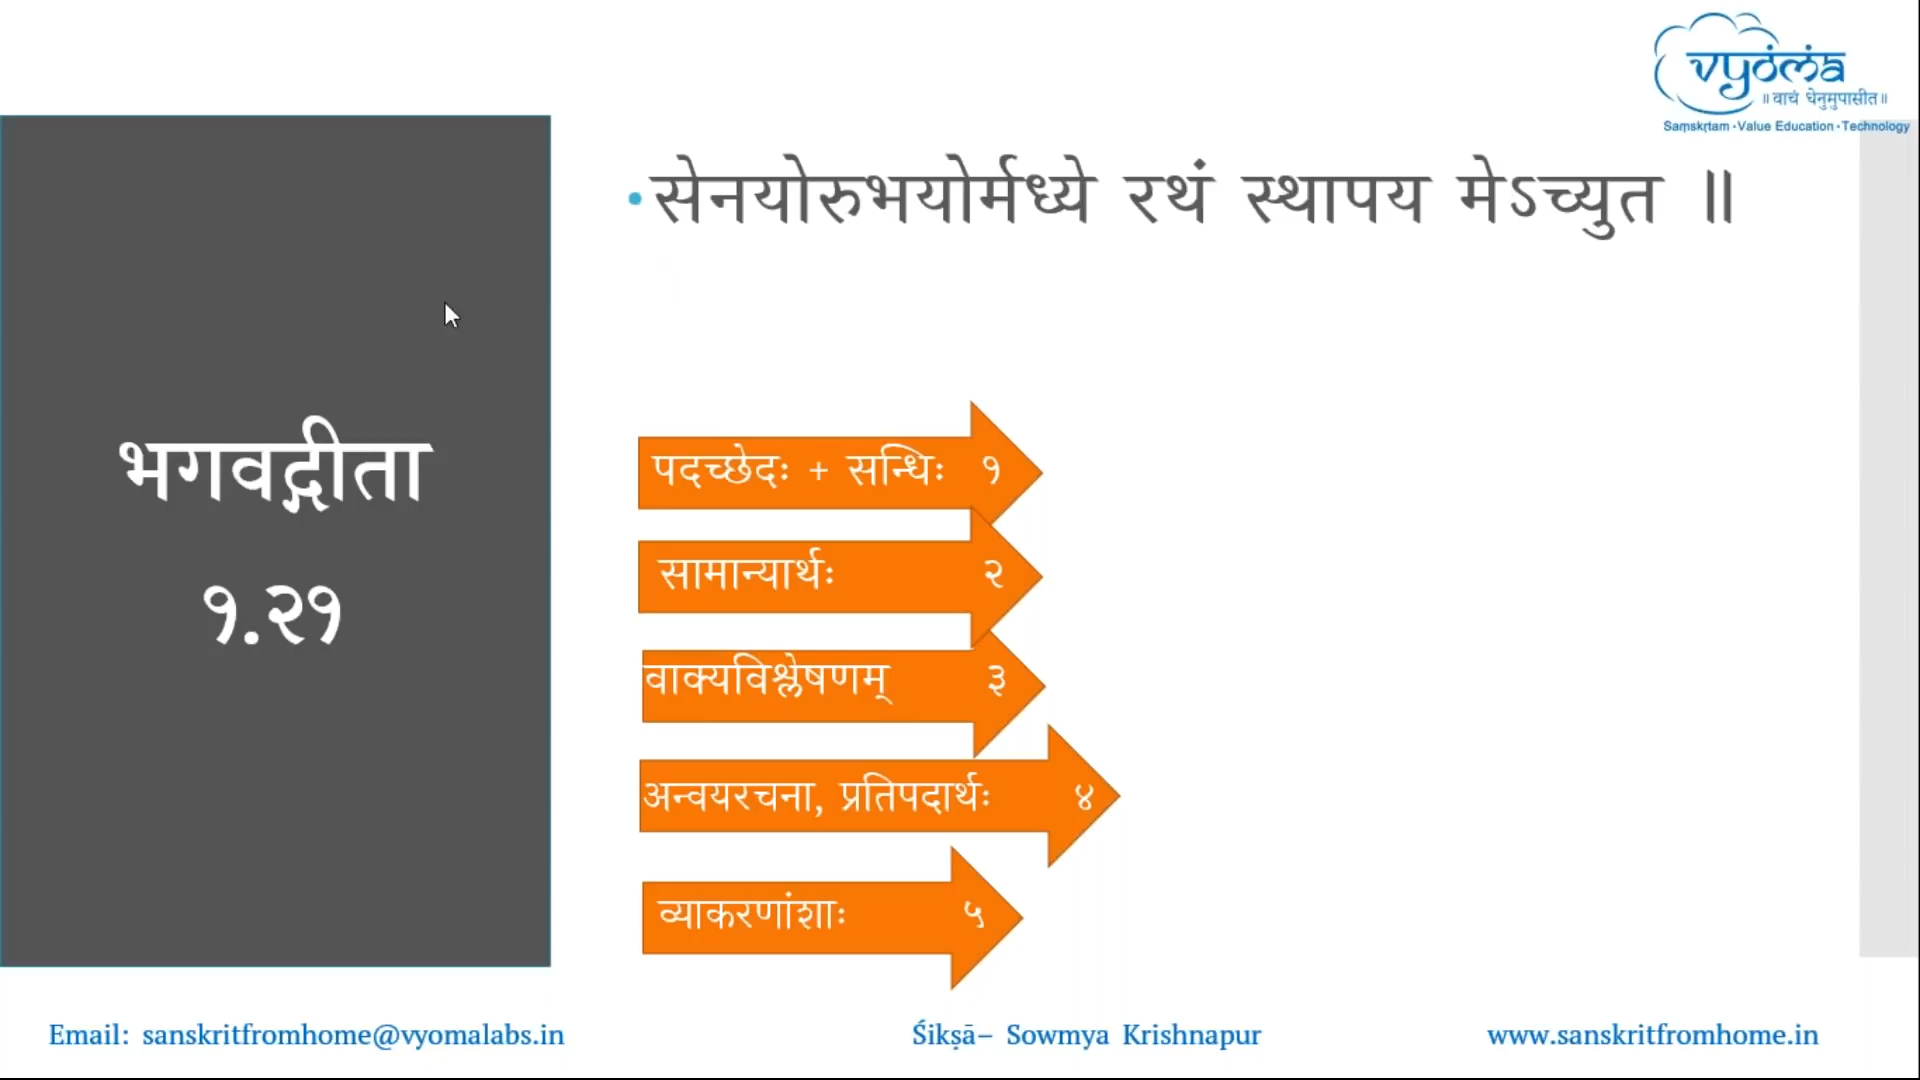 vyoma
॥ वाचं धेनुमुपासीत॥
Saṃskṛtam - Value Education - Technology
• सेनयोरुभयोर्मध्ये रथं स्थापय मेऽच्युत ॥
भगवद्गीता
१.२१
पदच्छेदः + सन्धिः १
सामान्यार्थः २
वाक्यविश्लेषणम् ३
अन्वयरचना, प्रतिपदार्थः ४
व्याकरणांशाः ५
Email: sanskritfromhome@vyomalabs.in
Śikṣā– Sowmya Krishnapur
www.sanskritfromhome.in